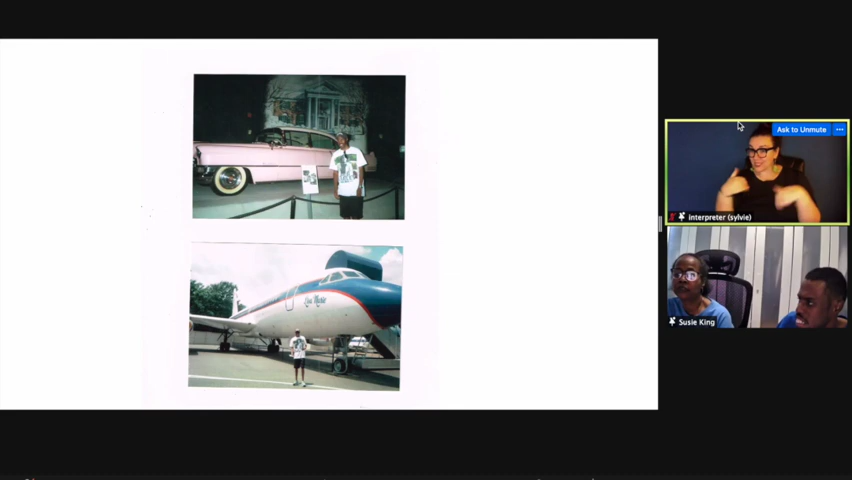 Lisa Marie
Ask to Unmute
...
interpreter (sylvie)
Susie King